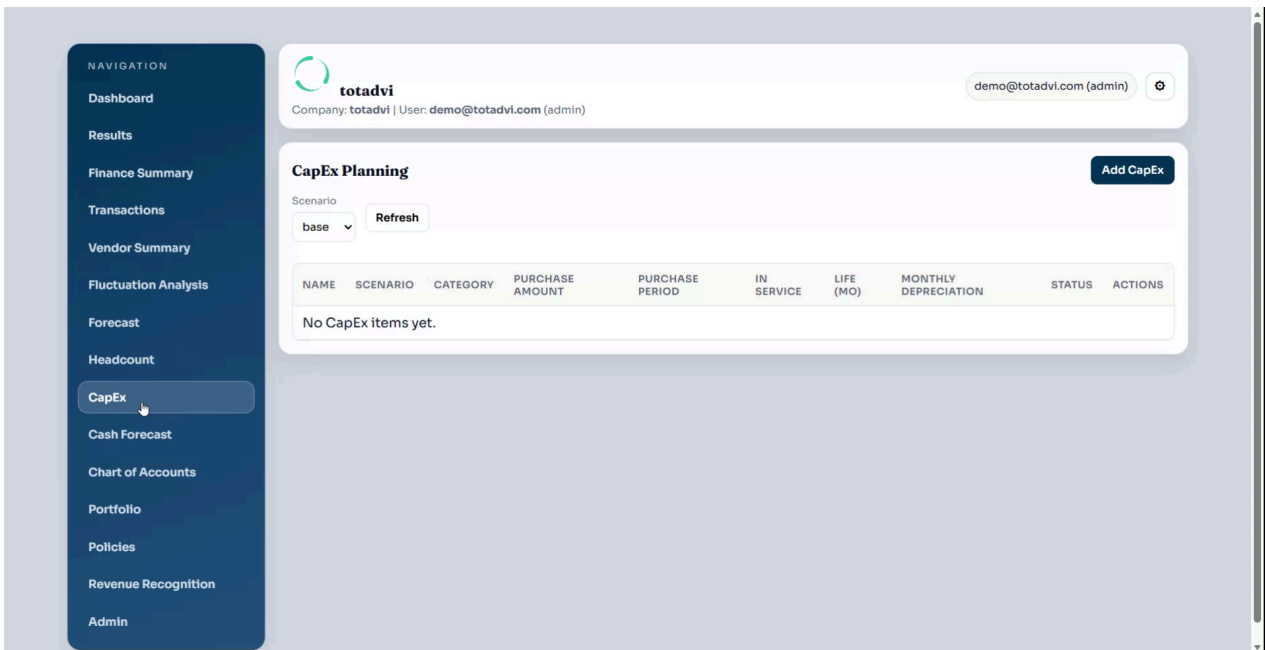 NAVIGATION
Dashboard
Results
Finance Summary
Transactions
Vendor Summary
Fluctuation Analysis
Forecast
Headcount
CapEx
Cash Forecast
Chart of Accounts
Portfolio
Policies
Revenue Recognition
Admin
totadvi
Company: totadvi | User: demo@totadvi.com (admin)
demo@totadvi.com (admin)
CapEx Planning
Add CapEx
Scenario
base
Refresh
NAME SCENARIO CATEGORY PURCHASE AMOUNT PURCHASE PERIOD IN SERVICE LIFE (MO) MONTHLY DEPRECIATION STATUS ACTIONS
No CapEx items yet.